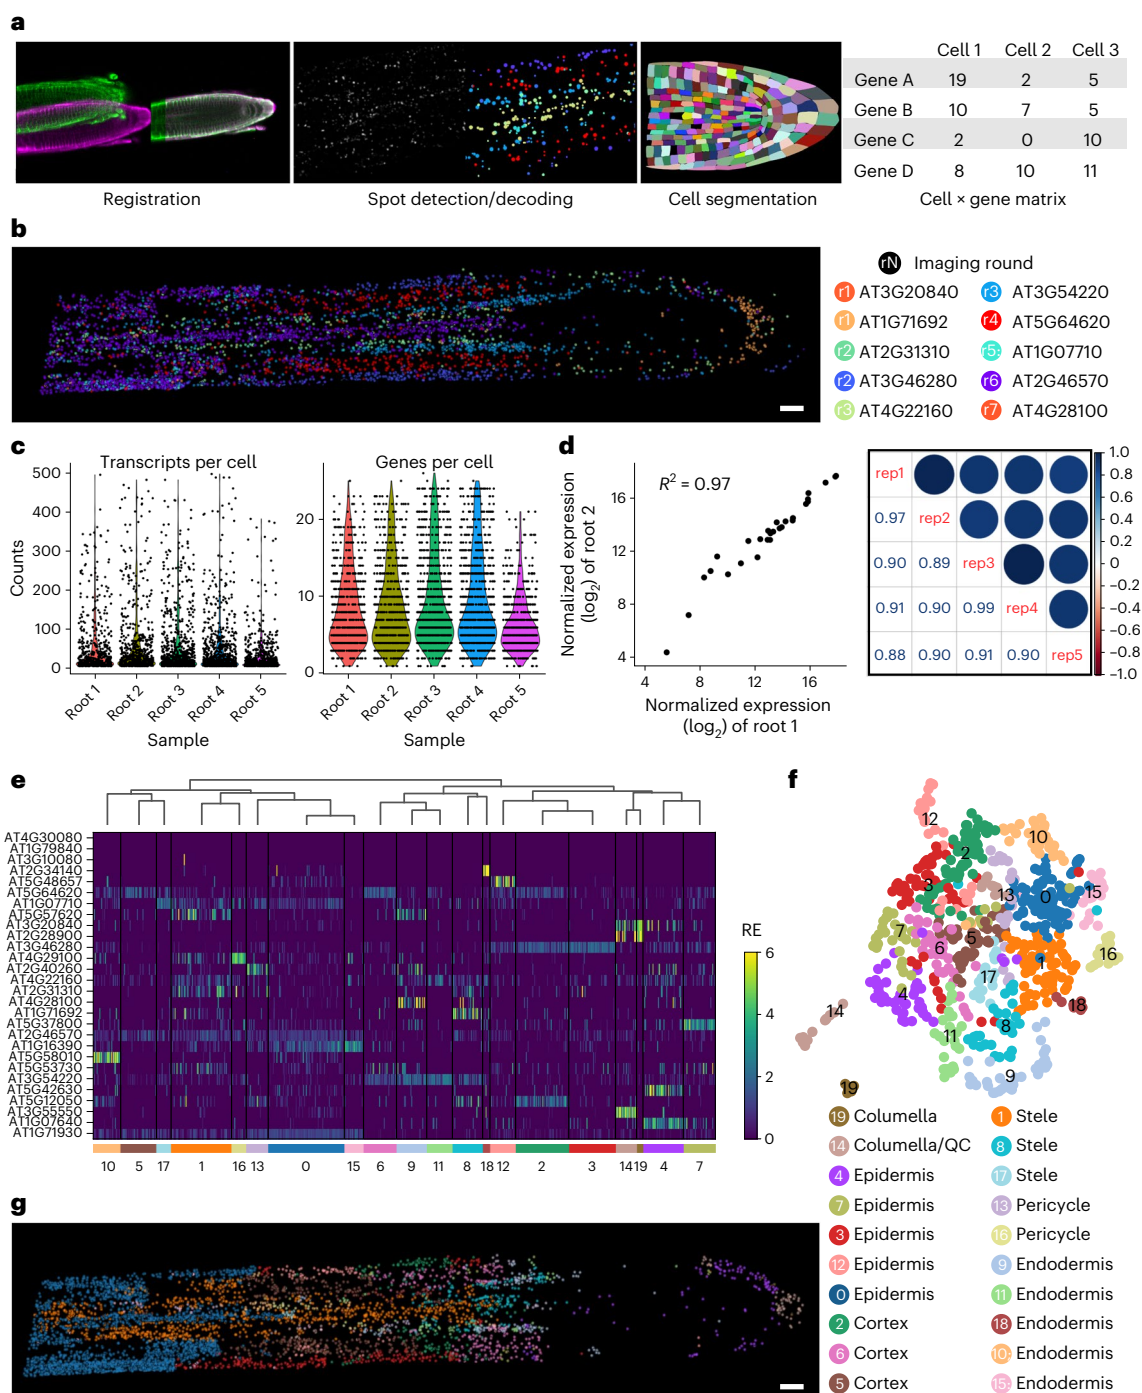 a
Cell 1 Cell 2 Cell 3
Gene A 19 2 5
Gene B 10 7 5
Gene C 2 0 10
Gene D 8 10 11
Registration Spot detection/decoding Cell segmentation Cell × gene matrix
b
rN Imaging round
r1 AT3G20840 r3 AT3G54220
r1 AT1G71692 r4 AT5G64620
r2 AT2G31310 r5 AT1G07710
r2 AT3G46280 r6 AT2G46570
r3 AT4G22160 r7 AT4G28100
c
Transcripts per cell Genes per cell
Counts
500
400
300
200
100
0
20
10
0
Root 1 Root 2 Root 3 Root 4 Root 5
Sample
Root 1 Root 2 Root 3 Root 4 Root 5
Sample
d
R² = 0.97
Normalized expression
(log₂) of root 2
16
12
8
4
4 8 12 16
Normalized expression
(log₂) of root 1
rep1
0.97 rep2
0.90 0.89 rep3
0.91 0.90 0.99 rep4
0.88 0.90 0.91 0.90 rep5
1.0
0.8
0.6
0.4
0.2
0
−0.2
−0.4
−0.6
−0.8
−1.0
e
AT4G30080
AT1G79840
AT3G10080
AT2G34140
AT5G48657
AT5G64620
AT1G07710
AT5G57620
AT3G20840
AT2G28900
AT3G46280
AT4G29100
AT2G40260
AT4G22160
AT2G31310
AT4G28100
AT1G71692
AT5G37800
AT2G46570
AT1G16390
AT5G58010
AT5G53730
AT3G54220
AT5G42630
AT5G12050
AT3G55550
AT1G07640
AT1G71930
10 5 17 1 16 13 0 15 6 9 11 8 18 12 2 3 14 19 4 7
RE
6
4
2
0
f
12
10
2
3
13
0
15
7
6
5
16
1
17
4
18
14
8
11
9
19
19 Columella 1 Stele
14 Columella/QC 8 Stele
4 Epidermis 17 Stele
7 Epidermis 13 Pericycle
3 Epidermis 16 Pericycle
12 Epidermis 9 Endodermis
0 Epidermis 11 Endodermis
2 Cortex 18 Endodermis
6 Cortex 10 Endodermis
5 Cortex 15 Endodermis
g